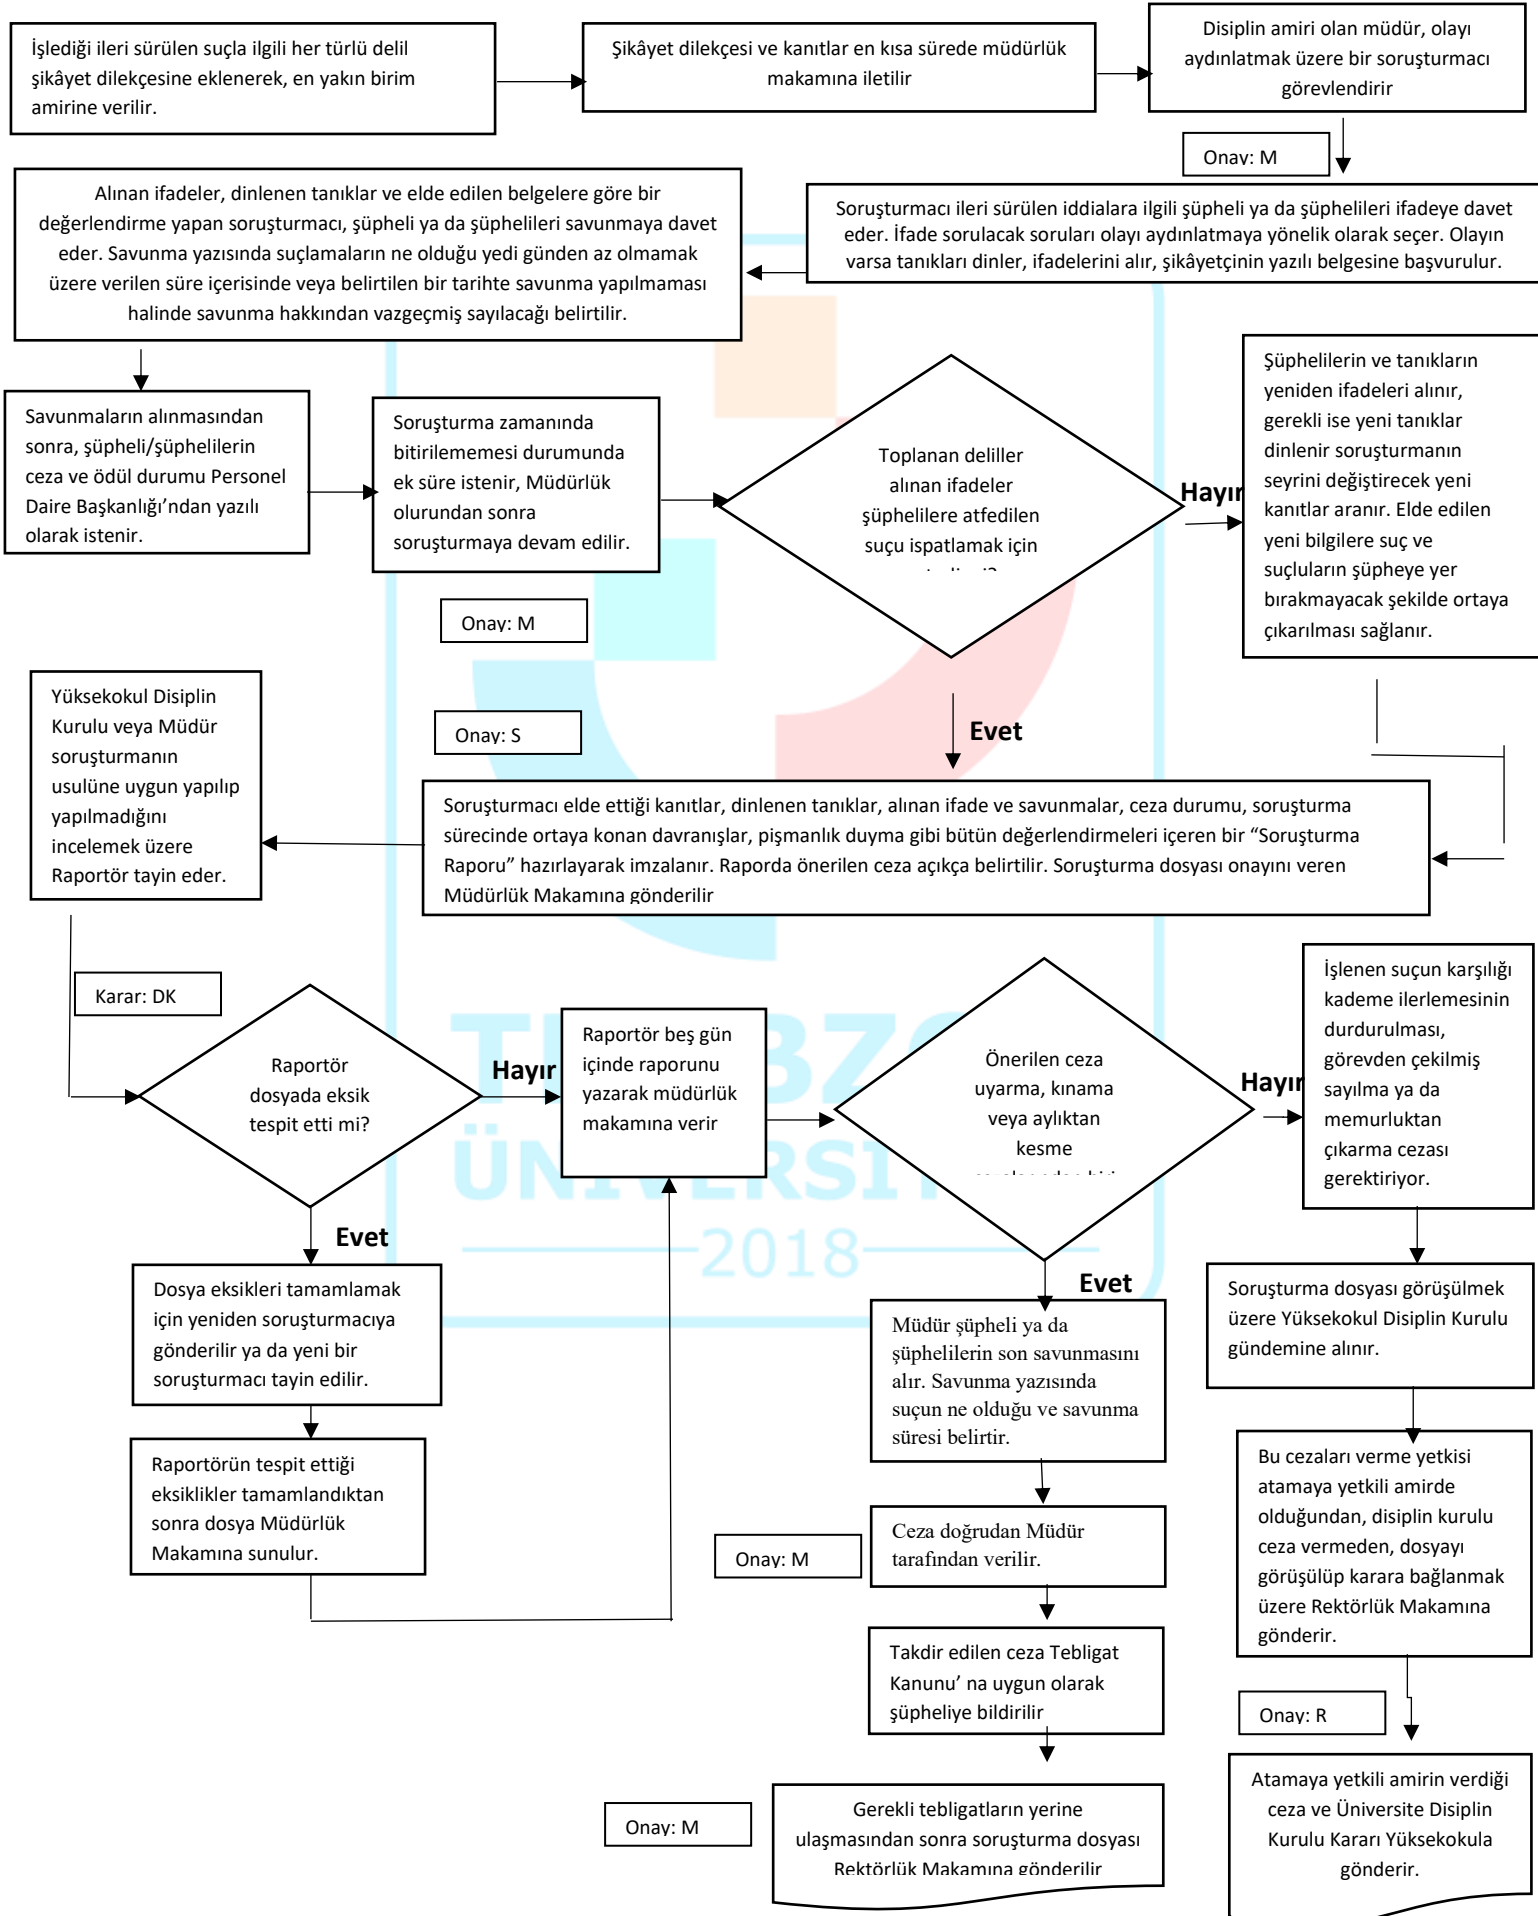 İşlediği ileri sürülen suçla ilgili her türlü delil
şikâyet dilekçesine eklenerek, en yakın birim
amirine verilir.
Şikâyet dilekçesi ve kanıtlar en kısa sürede müdürlük
makamına iletilir
Disiplin amiri olan müdür, olayı
aydınlatmak üzere bir soruşturmacı
görevlendirir
Onay: M
Soruşturmacı ileri sürülen iddialara ilgili şüpheli ya da şüphelileri ifadeye davet
eder. İfade sorulacak soruları olayı aydınlatmaya yönelik olarak seçer. Olayın
varsa tanıkları dinler, ifadelerini alır, şikâyetçinin yazılı belgesine başvurulur.
Alınan ifadeler, dinlenen tanıklar ve elde edilen belgelere göre bir
değerlendirme yapan soruşturmacı, şüpheli ya da şüphelileri savunmaya davet
eder. Savunma yazısında suçlamaların ne olduğu yedi günden az olmamak
üzere verilen süre içerisinde veya belirtilen bir tarihte savunma yapılmaması
halinde savunma hakkından vazgeçmiş sayılacağı belirtilir.
Savunmaların alınmasından
sonra, şüpheli/şüphelilerin
ceza ve ödül durumu Personel
Daire Başkanlığı’ndan yazılı
olarak istenir.
Soruşturma zamanında
bitirilememesi durumunda
ek süre istenir, Müdürlük
olurundan sonra
soruşturmaya devam edilir.
Onay: M
Toplanan deliller
alınan ifadeler
şüphelilere atfedilen
suçu ispatlamak için
Hayır
Şüphelilerin ve tanıkların
yeniden ifadeleri alınır,
gerekli ise yeni tanıklar
dinlenir soruşturmanın
seyrini değiştirecek yeni
kanıtlar aranır. Elde edilen
yeni bilgilere suç ve
suçluların şüpheye yer
bırakmayacak şekilde ortaya
çıkarılması sağlanır.
Evet
Onay: S
Soruşturmacı elde ettiği kanıtlar, dinlenen tanıklar, alınan ifade ve savunmalar, ceza durumu, soruşturma
sürecinde ortaya konan davranışlar, pişmanlık duyma gibi bütün değerlendirmeleri içeren bir “Soruşturma
Raporu” hazırlayarak imzalanır. Raporda önerilen ceza açıkça belirtilir. Soruşturma dosyası onayını veren
Müdürlük Makamına gönderilir
Yüksekokul Disiplin
Kurulu veya Müdür
soruşturmanın
usulüne uygun yapılıp
yapılmadığını
incelemek üzere
Raportör tayin eder.
Karar: DK
Raportör
dosyada eksik
tespit etti mi?
Hayır
Raportör beş gün
içinde raporunu
yazarak müdürlük
makamına verir
Evet
Dosya eksikleri tamamlamak
için yeniden soruşturmacıya
gönderilir ya da yeni bir
soruşturmacı tayin edilir.
Raportörün tespit ettiği
eksiklikler tamamlandıktan
sonra dosya Müdürlük
Makamına sunulur.
Önerilen ceza
uyarma, kınama
veya aylıktan
kesme
Hayır
İşlenen suçun karşılığı
kademe ilerlemesinin
durdurulması,
görevden çekilmiş
sayılma ya da
memurluktan
çıkarma cezası
gerektiriyor.
Evet
Müdür şüpheli ya da
şüphelilerin son savunmasını
alır. Savunma yazısında
suçun ne olduğu ve savunma
süresi belirtir.
Onay: M
Ceza doğrudan Müdür
tarafından verilir.
Takdir edilen ceza Tebligat
Kanunu’ na uygun olarak
şüpheliye bildirilir
Onay: M
Gerekli tebligatların yerine
ulaşmasından sonra soruşturma dosyası
Rektörlük Makamına gönderilir
Soruşturma dosyası görüşülmek
üzere Yüksekokul Disiplin Kurulu
gündemine alınır.
Bu cezaları verme yetkisi
atamaya yetkili amirde
olduğundan, disiplin kurulu
ceza vermeden, dosyayı
görüşülüp karara bağlanmak
üzere Rektörlük Makamına
gönderir.
Onay: R
Atamaya yetkili amirin verdiği
ceza ve Üniversite Disiplin
Kurulu Kararı Yüksekokula
gönderir.
2018